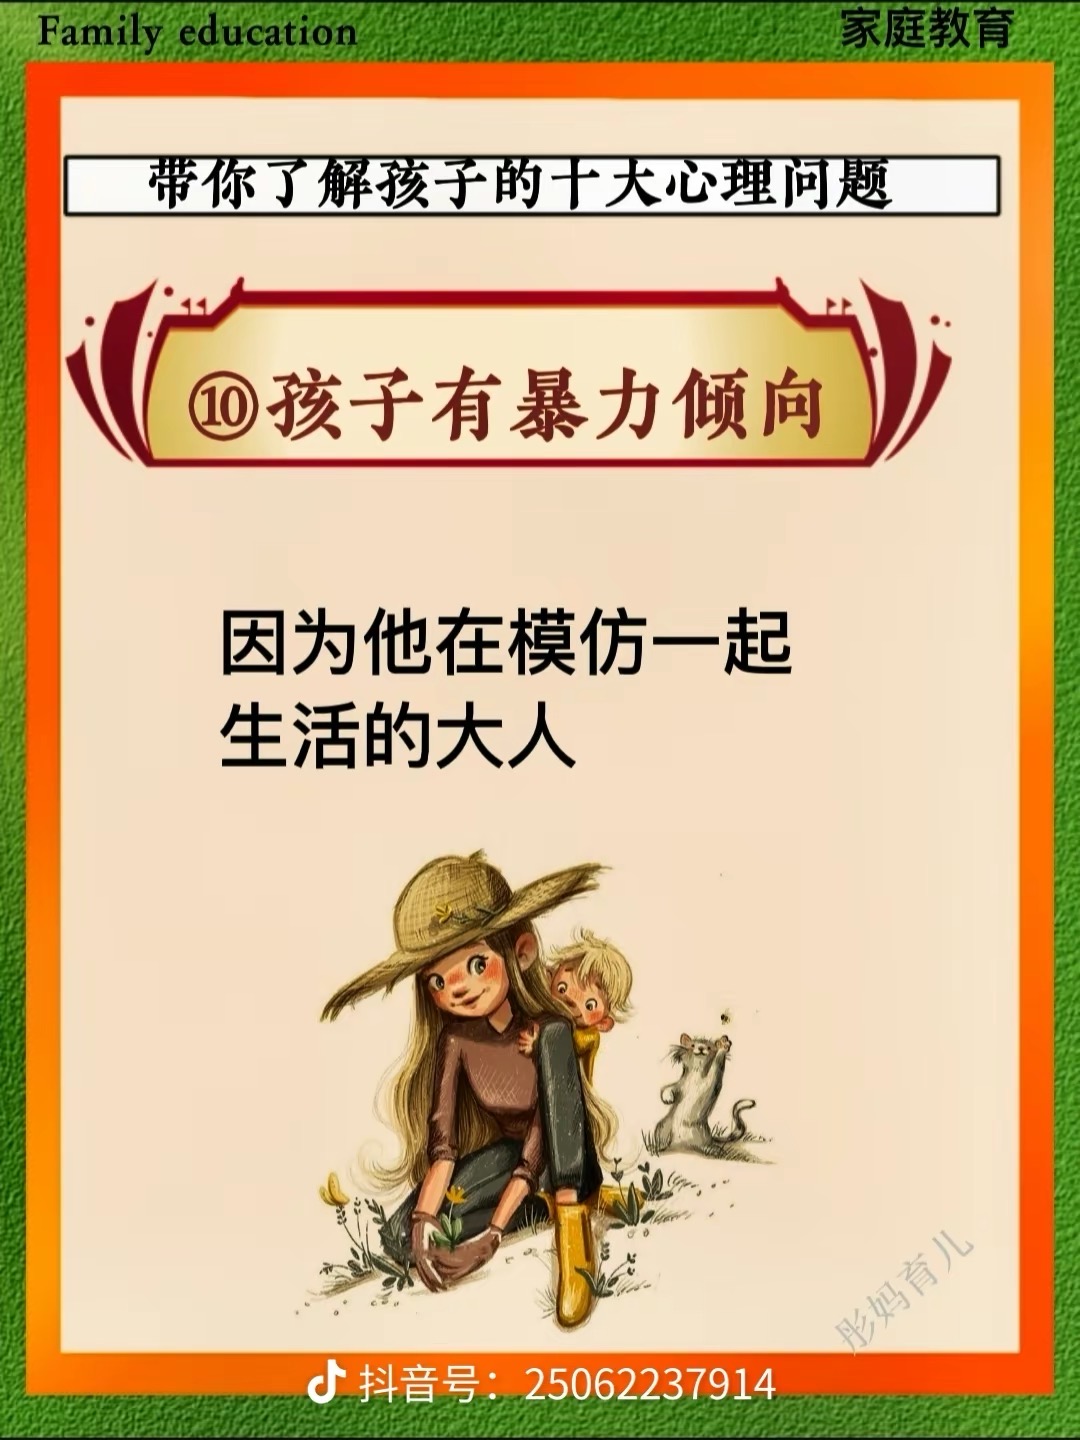 Family education
家庭教育
带你了解孩子的十大心理问题
⑩孩子有暴力倾向
因为他在模仿一起
生活的大人
彤妈育儿
抖音号：25062237914